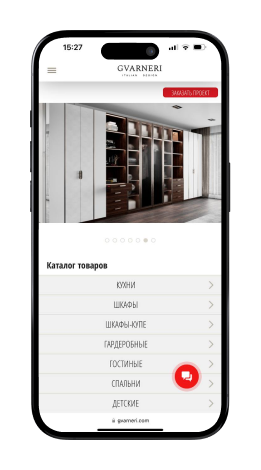 15:27
GVARNERI
ITALIAN DESIGN
ЗАКАЗАТЬ ПРОЕКТ
Каталог товаров
КУХНИ
ШКАФЫ
ШКАФЫ-КУПЕ
ГАРДЕРОБНЫЕ
ГОСТИНЫЕ
СПАЛЬНИ
ДЕТСКИЕ
gvarneri.com